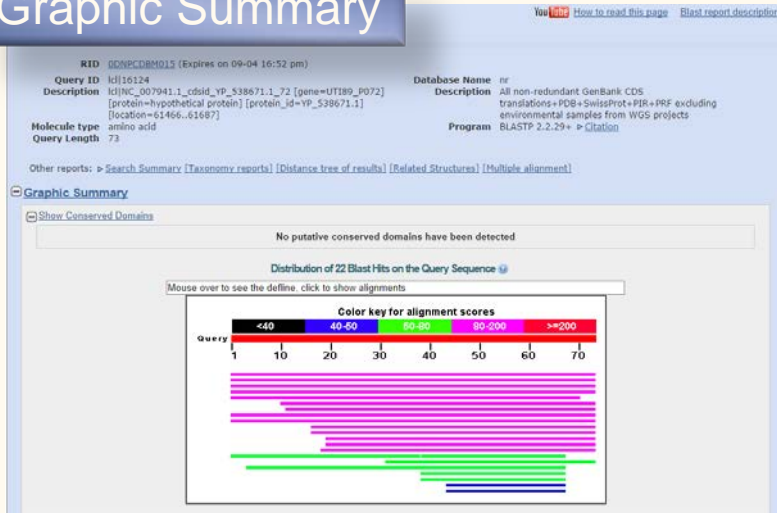 Graphic Summary
YouTube How to read this page Blast report description
RID DDNPCDBM015 (Expires on 09-04 16:52 pm)
Query ID lcl|16124
Description lcl|NC_007941.1_cdsid_YP_538671.1_72 [gene=UTI89_P072]
[protein=hypothetical protein] [protein_id=YP_538671.1]
[location=61466..61687]
Molecule type amino acid
Query Length 73
Database Name nr
Description All non-redundant GenBank CDS
translations+PDB+SwissProt+PIR+PRF excluding
environmental samples from WGS projects
Program BLASTP 2.2.29+ Citation
Other reports: Search Summary [Taxonomy reports] [Distance tree of results] [Related Structures] [Multiple alignment]
Graphic Summary
Show Conserved Domains
No putative conserved domains have been detected
Distribution of 22 Blast Hits on the Query Sequence
Mouse over to see the defline, click to show alignments
Color key for alignment scores
<40 40-50 50-80 80-200 >=200
Query
1 10 20 30 40 50 60 70